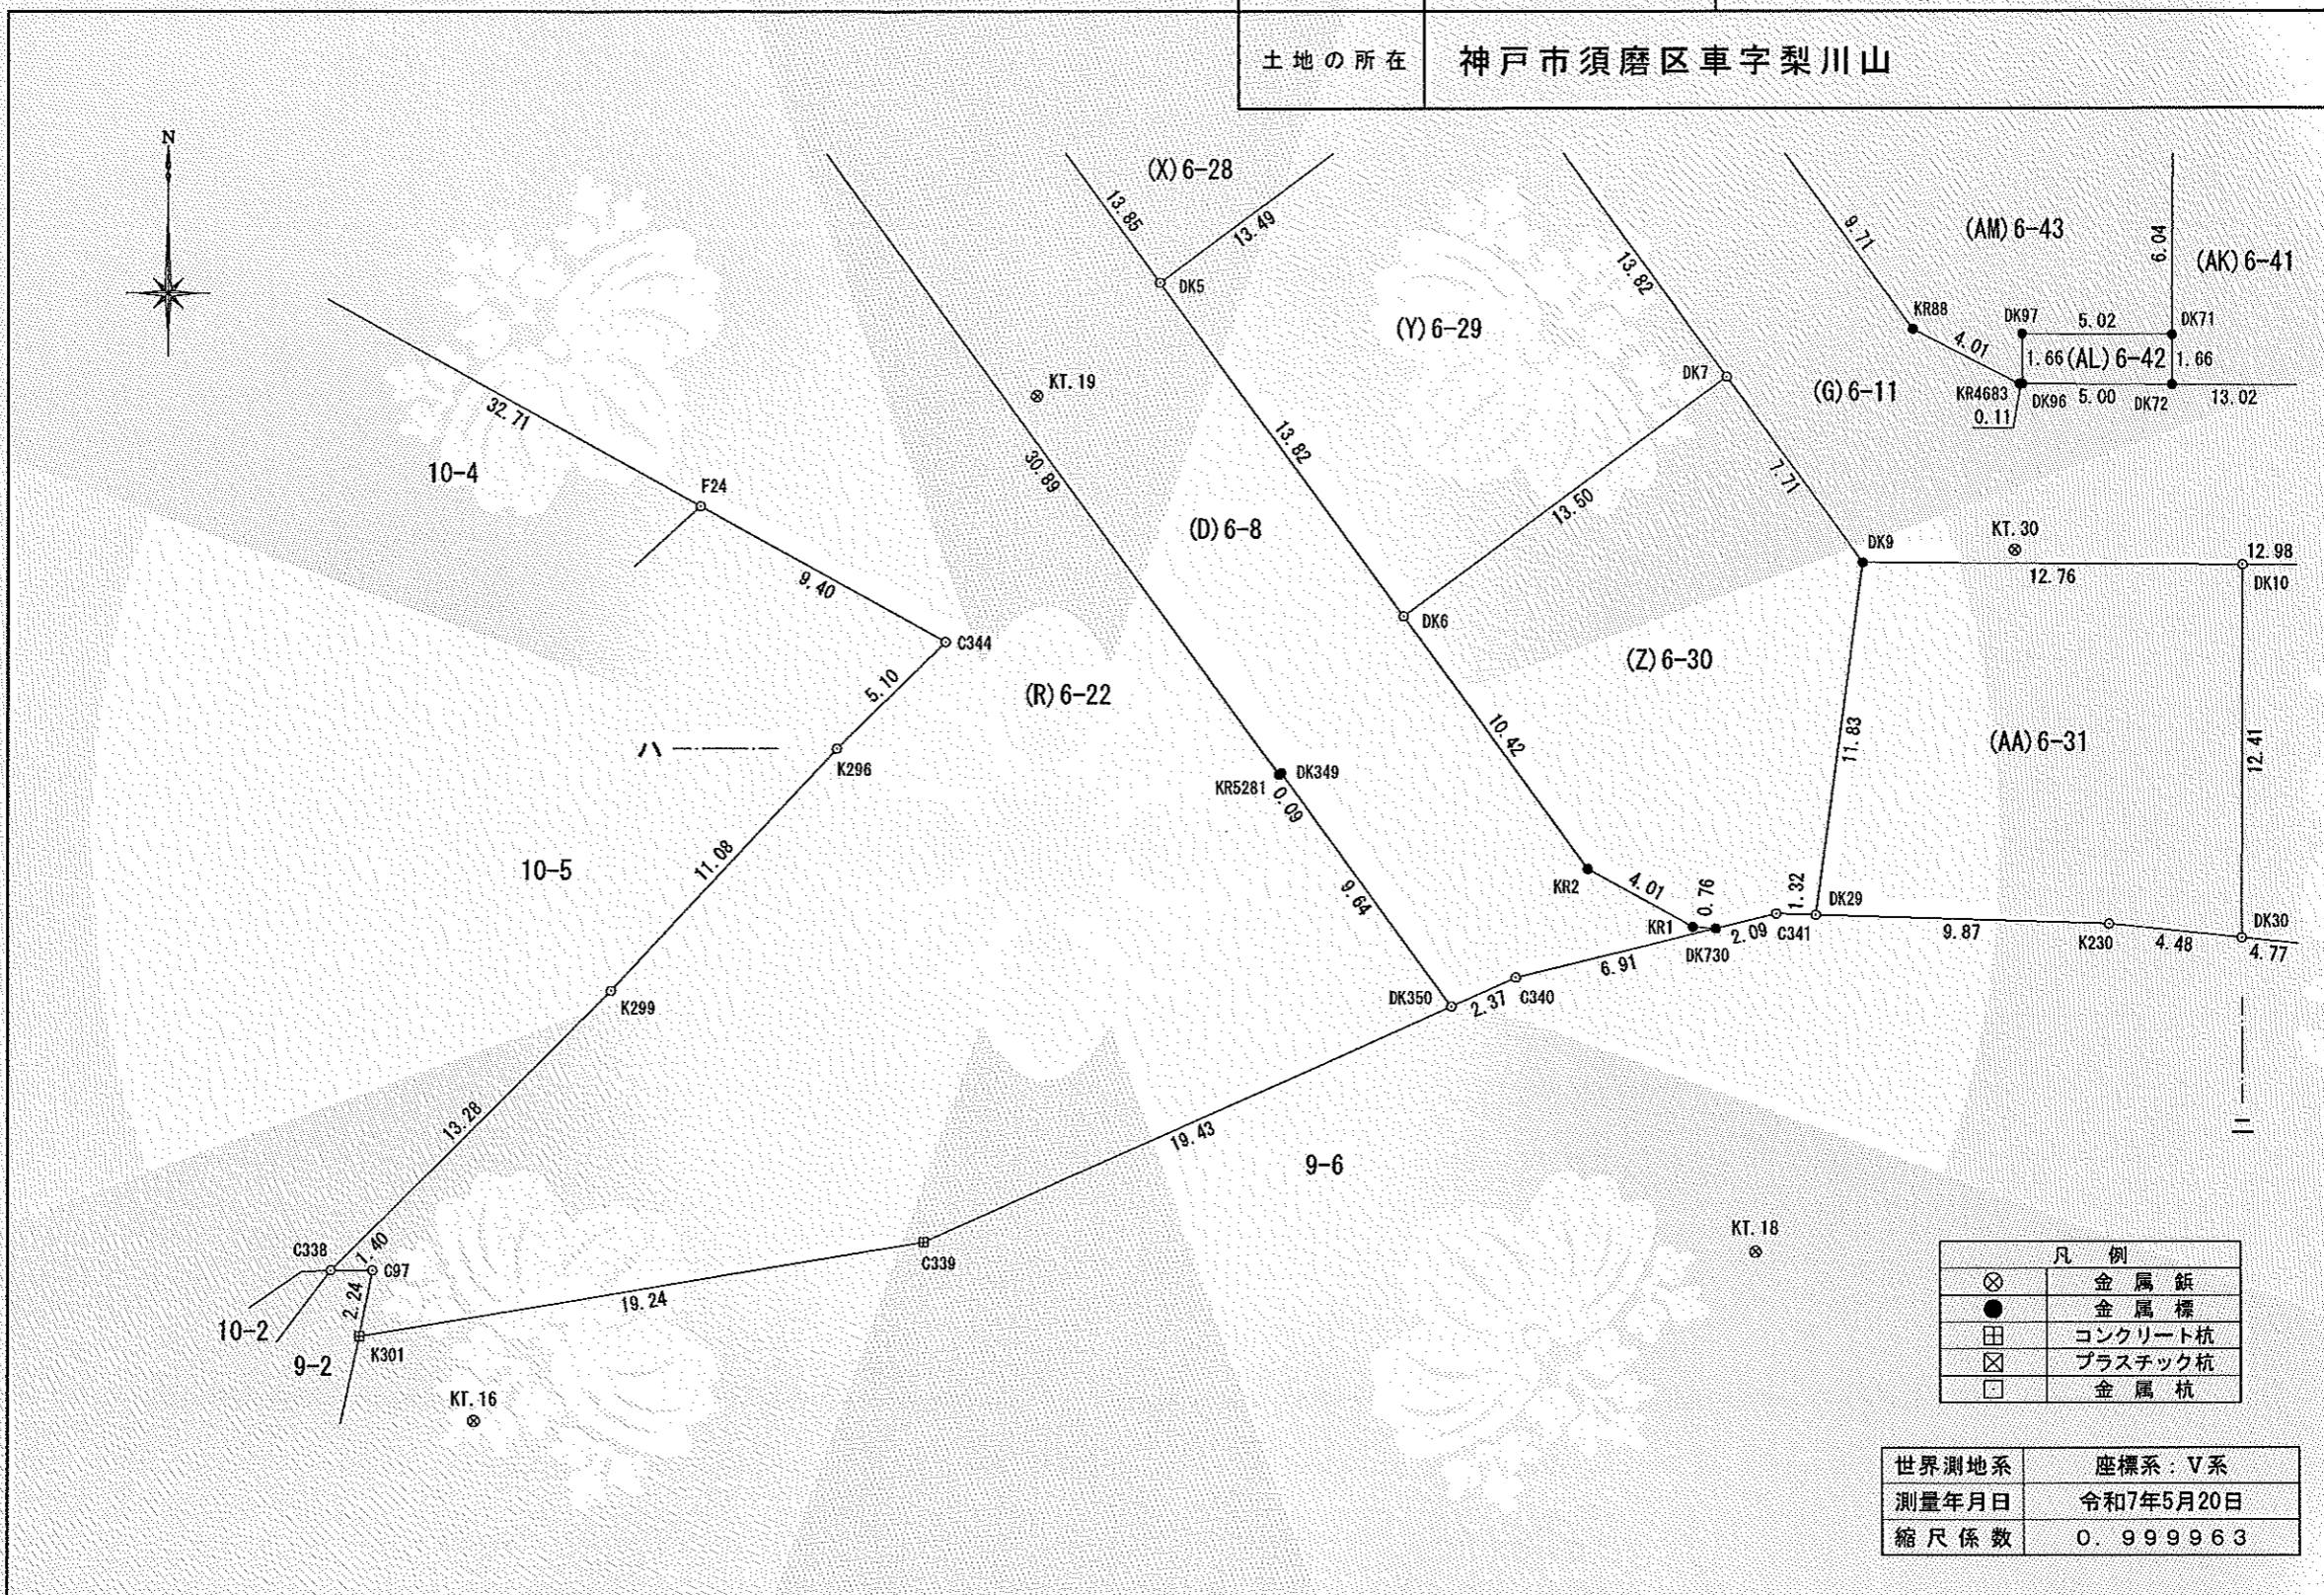 土地の所在 神戸市須磨区車字梨川山
N
(X)6-28
13.85
13.49
(AM)6-43
9.71
6.04
(AK)6-41
13.82
DK5
(Y)6-29
KR88
DK97
5.02
DK71
4.01
1.66
(AL)6-42
1.66
DK7
(G)6-11
KR4683
DK96
5.00
DK72
13.02
0.11
KT.19
32.71
10-4
13.82
30.89
7.71
F24
13.50
(D)6-8
KT.30
DK9
12.98
12.76
DK10
9.40
DK6
C344
(Z)6-30
5.10
(R)6-22
10.42
11.83
(AA)6-31
12.41
ハ
K296
DK349
KR5281
0.09
11.08
10-5
9.64
KR2
4.01
0.76
1.32
DK29
KR1
2.09
C341
9.87
K230
4.48
DK30
4.77
DK730
6.91
K299
DK350
2.37
C340
13.28
19.43
9-6
ニ
C338
1.40
C97
C339
KT.18
2.24
19.24
10-2
K301
9-2
KT.16
凡 例
金属鋲
金属標
コンクリート杭
プラスチック杭
金属杭
世界測地系 座標系：Ⅴ系
測量年月日 令和7年5月20日
縮尺係数 0.999963